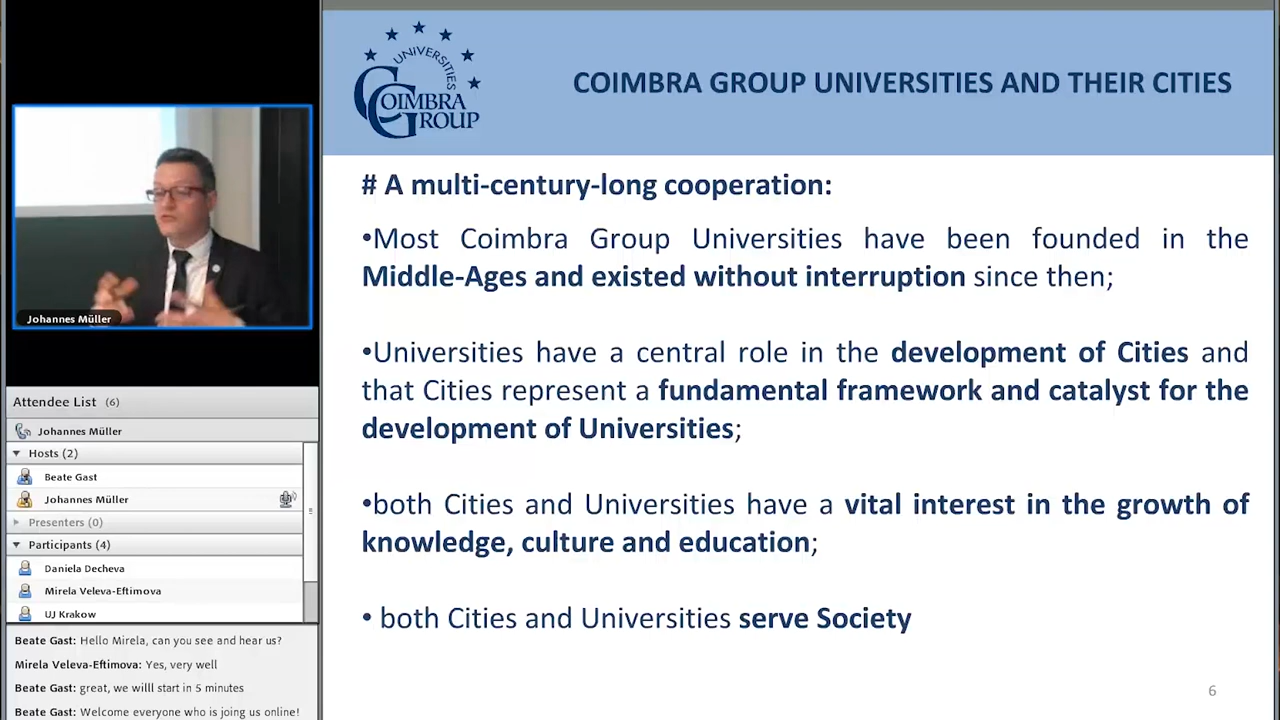 Johannes Müller
Attendee List (6)
Johannes Müller
Hosts (2)
Beate Gast
Johannes Müller
Presenters (0)
Participants (4)
Daniela Decheva
Mirela Veleva-Eftimova
UJ Krakow
Beate Gast: Hello Mirela, can you see and hear us?
Mirela Veleva-Eftimova: Yes, very well
Beate Gast: great, we willl start in 5 minutes
Beate Gast: Welcome everyone who is joing us online!
UNIVERSITIES
COIMBRA
GROUP
COIMBRA GROUP UNIVERSITIES AND THEIR CITIES
# A multi-century-long cooperation:
•Most Coimbra Group Universities have been founded in the
Middle-Ages and existed without interruption since then;
•Universities have a central role in the development of Cities and
that Cities represent a fundamental framework and catalyst for the
development of Universities;
•both Cities and Universities have a vital interest in the growth of
knowledge, culture and education;
• both Cities and Universities serve Society
6